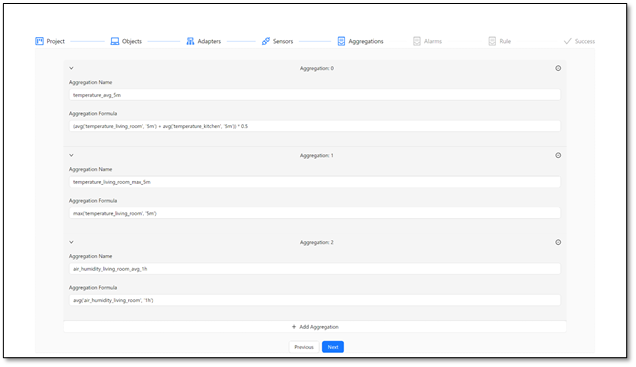 Project Objects Adapters Sensors Aggregations Alarms Rule Success
Aggregation: 0
Aggregation Name
temperature_avg_5m
Aggregation Formula
(avg('temperature_living_room', '5m') + avg('temperature_kitchen', '5m')) * 0.5
Aggregation: 1
Aggregation Name
temperature_living_room_max_5m
Aggregation Formula
max('temperature_living_room', '5m')
Aggregation: 2
Aggregation Name
air_humidity_living_room_avg_1h
Aggregation Formula
avg('air_humidity_living_room', '1h')
+ Add Aggregation
Previous Next